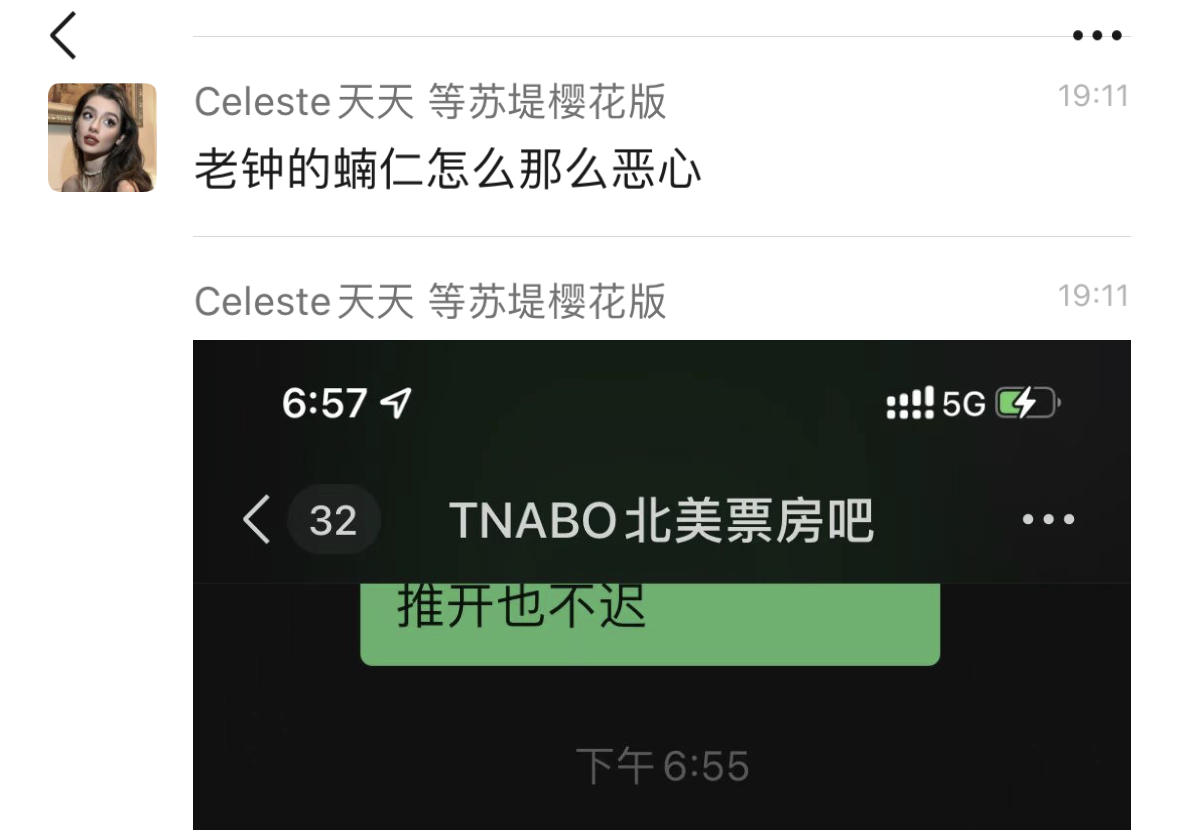 Celeste天天 等苏堤樱花版
19:11
老钟的蝻仁怎么那么恶心
Celeste天天 等苏堤樱花版
19:11
6:57
5G
32
TNABO北美票房吧
推开也不迟
下午6:55